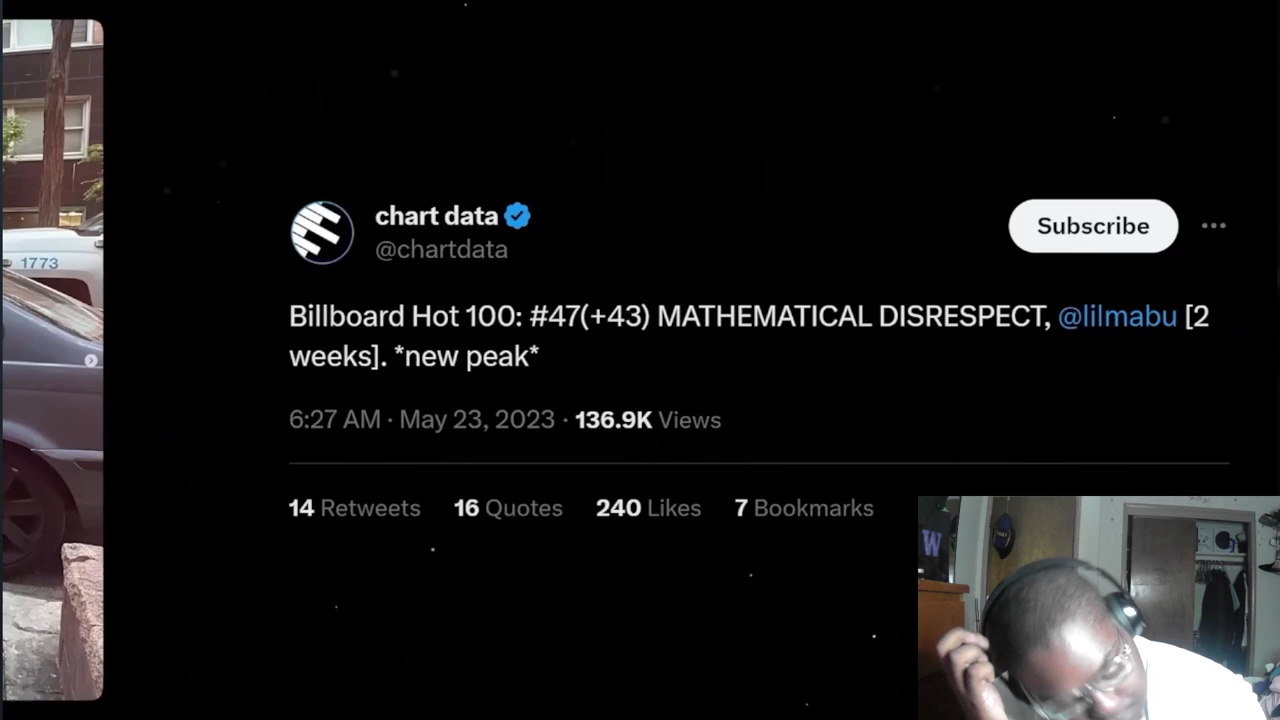 1773
chart data
@chartdata
Subscribe
Billboard Hot 100: #47(+43) MATHEMATICAL DISRESPECT, @lilmabu [2
weeks]. *new peak*
6:27 AM · May 23, 2023 · 136.9K Views
14 Retweets 16 Quotes 240 Likes 7 Bookmarks
W